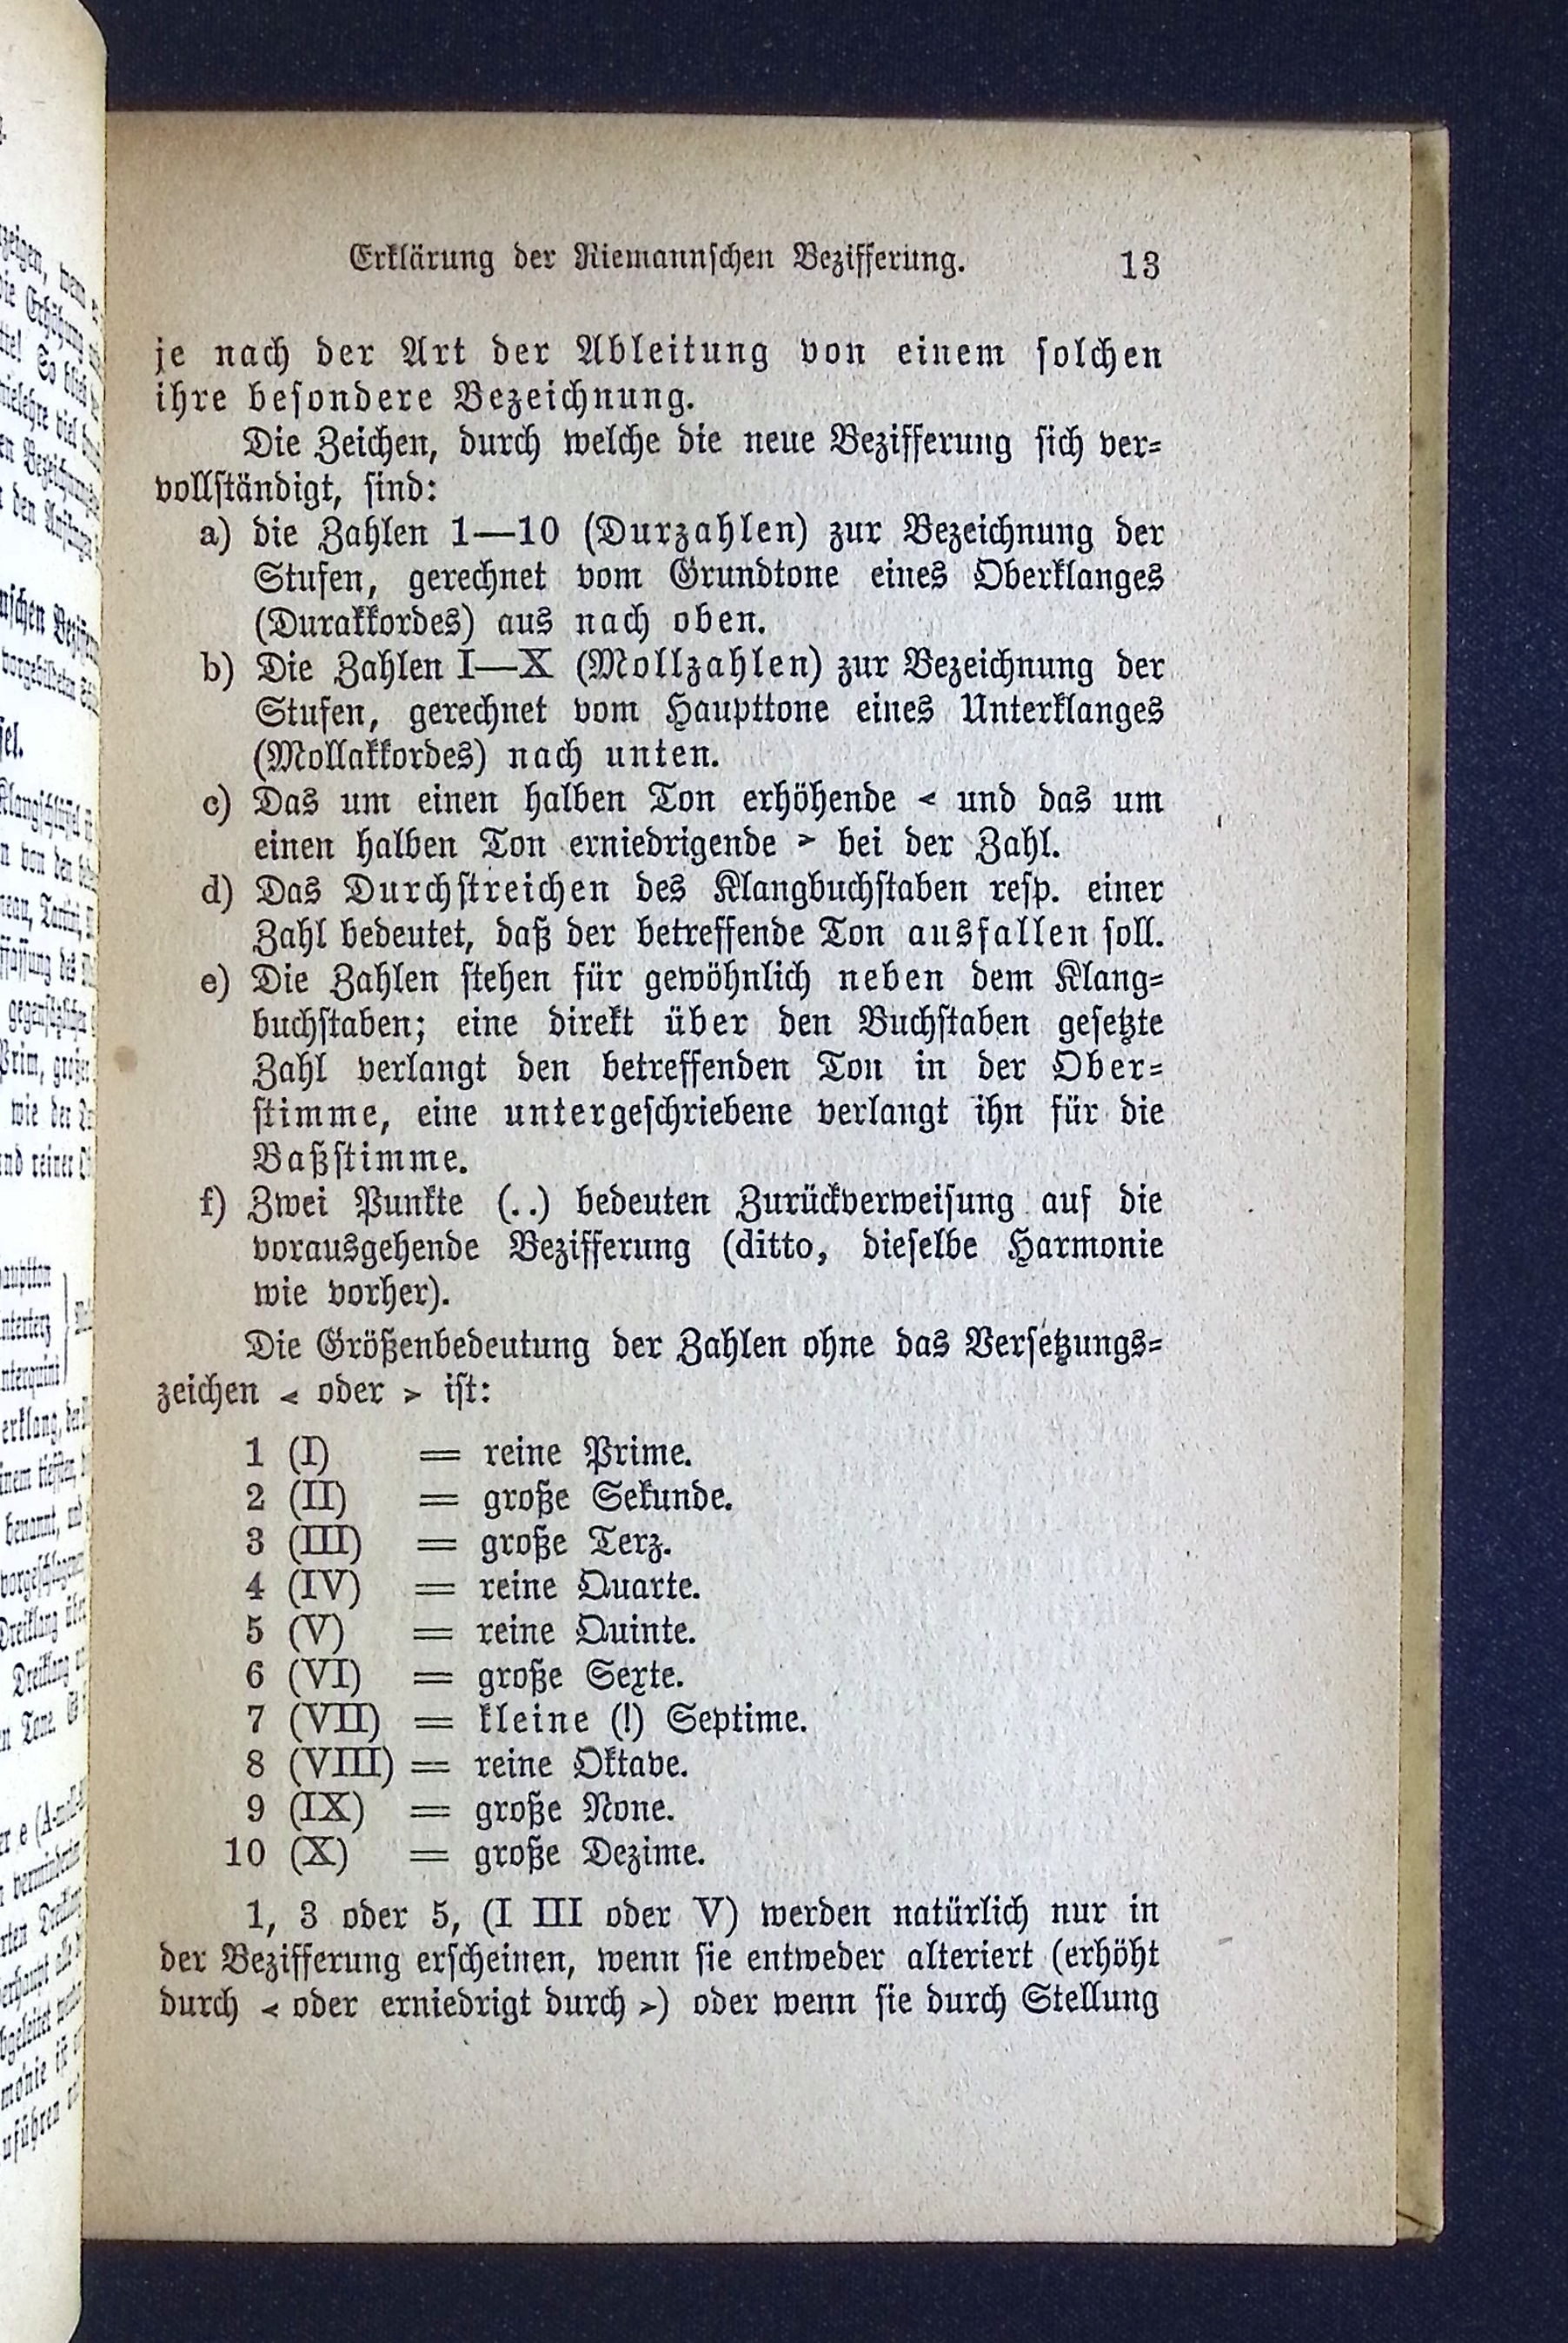 Erklärung der Riemannschen Bezifferung. 13
je nach der Art der Ableitung von einem solchen
ihre besondere Bezeichnung.
Die Zeichen, durch welche die neue Bezifferung sich ver=
vollständigt, sind:
a) die Zahlen 1—10 (Durzahlen) zur Bezeichnung der
Stufen, gerechnet vom Grundtone eines Oberklanges
(Durakkordes) aus nach oben.
b) Die Zahlen I—X (Mollzahlen) zur Bezeichnung der
Stufen, gerechnet vom Haupttone eines Unterklanges
(Mollakkordes) nach unten.
c) Das um einen halben Ton erhöhende < und das um
einen halben Ton erniedrigende > bei der Zahl.
d) Das Durchstreichen des Klangbuchstaben resp. einer
Zahl bedeutet, daß der betreffende Ton ausfallen soll.
e) Die Zahlen stehen für gewöhnlich neben dem Klang=
buchstaben; eine direkt über den Buchstaben gesetzte
Zahl verlangt den betreffenden Ton in der Ober=
stimme, eine untergeschriebene verlangt ihn für die
Baßstimme.
f) Zwei Punkte (..) bedeuten Zurückverweisung auf die
vorausgehende Bezifferung (ditto, dieselbe Harmonie
wie vorher).
Die Größenbedeutung der Zahlen ohne das Versetzungs=
zeichen < oder > ist:
1 (I) = reine Prime.
2 (II) = große Sekunde.
3 (III) = große Terz.
4 (IV) = reine Quarte.
5 (V) = reine Quinte.
6 (VI) = große Sexte.
7 (VII) = kleine (!) Septime.
8 (VIII) = reine Oktave.
9 (IX) = große None.
10 (X) = große Dezime.
1, 3 oder 5, (I III oder V) werden natürlich nur in
der Bezifferung erscheinen, wenn sie entweder alteriert (erhöht
durch < oder erniedrigt durch >) oder wenn sie durch Stellung